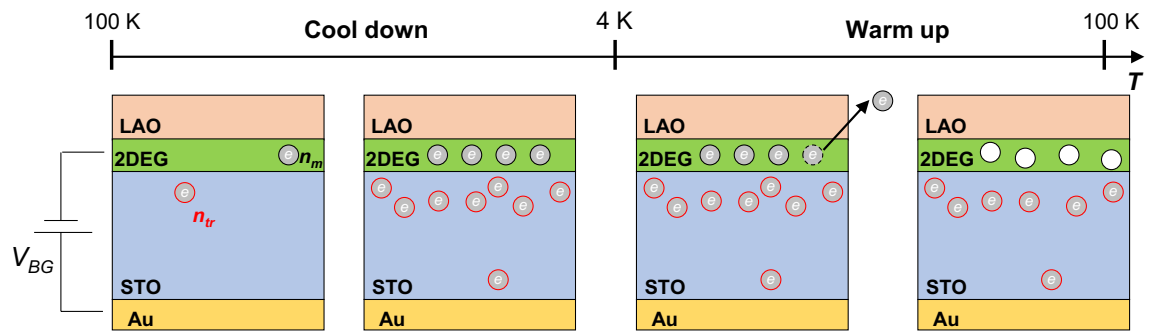 100 K
Cool down
4 K
Warm up
100 K
T
LAO
2DEG
e
n_m
e
n_tr
STO
Au
V_BG
LAO
2DEG
e e e e
e e e e e e e e
e
STO
Au
e
LAO
2DEG
e e e e
e e e e e e e e
e
STO
Au
LAO
2DEG
e e e e e e
e
STO
Au